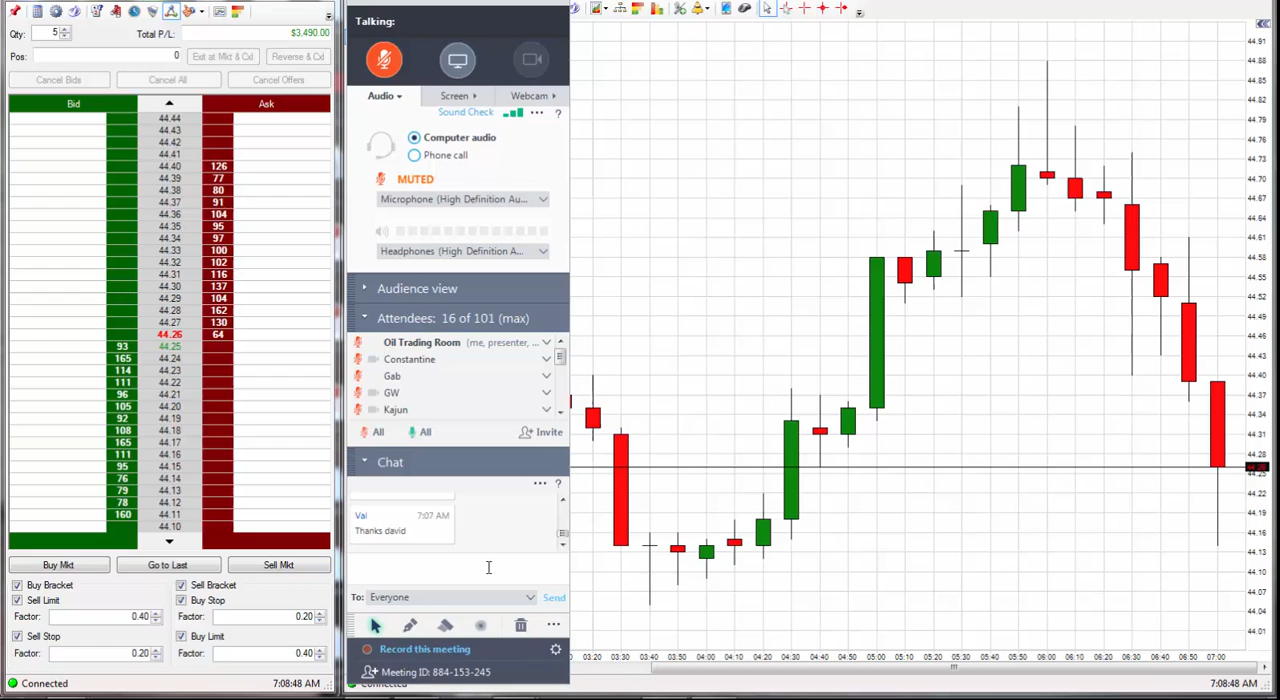 Qty: 5 Total P/L: $3,490.00
Pos: 0 Exit at Mkt & Cxl Reverse & Cxl
Cancel Bids Cancel All Cancel Offers
Bid Ask
44.44
44.43
44.42
44.41
44.40 126
44.39 77
44.38 80
44.37 91
44.36 104
44.35 95
44.34 97
44.33 100
44.32 102
44.31 116
44.30 137
44.29 104
44.28 162
44.27 130
44.26 64
93 44.25
165 44.24
114 44.23
111 44.22
96 44.21
105 44.20
92 44.19
108 44.18
165 44.17
111 44.16
95 44.15
76 44.14
79 44.13
78 44.12
160 44.11
44.10
Buy Mkt Go to Last Sell Mkt
Buy Bracket Sell Bracket
Sell Limit Buy Stop
Factor: 0.40 Factor: 0.20
Sell Stop Buy Limit
Factor: 0.20 Factor: 0.40
Connected 7:08:48 AM
Talking:
Audio Screen Webcam
Sound Check ?
Computer audio
Phone call
MUTED
Microphone (High Definition Au...
Headphones (High Definition A...
Audience view
Attendees: 16 of 101 (max)
Oil Trading Room (me, presenter, ...
Constantine
Gab
GW
Kajun
All All Invite
Chat
?
Val 7:07 AM
Thanks david
To: Everyone Send
Record this meeting
Meeting ID: 884-153-245
Connected 7:08:48 AM
44.91
44.88
44.85
44.82
44.79
44.76
44.73
44.70
44.67
44.64
44.61
44.58
44.55
44.52
44.49
44.46
44.43
44.40
44.37
44.34
44.31
44.28
44.22
44.19
44.16
44.13
44.10
44.07
44.04
44.01
03:20 03:30 03:40 03:50 04:00 04:10 04:20 04:30 04:40 04:50 05:00 05:10 05:20 05:30 05:40 05:50 06:00 06:10 06:20 06:30 06:40 06:50 07:00